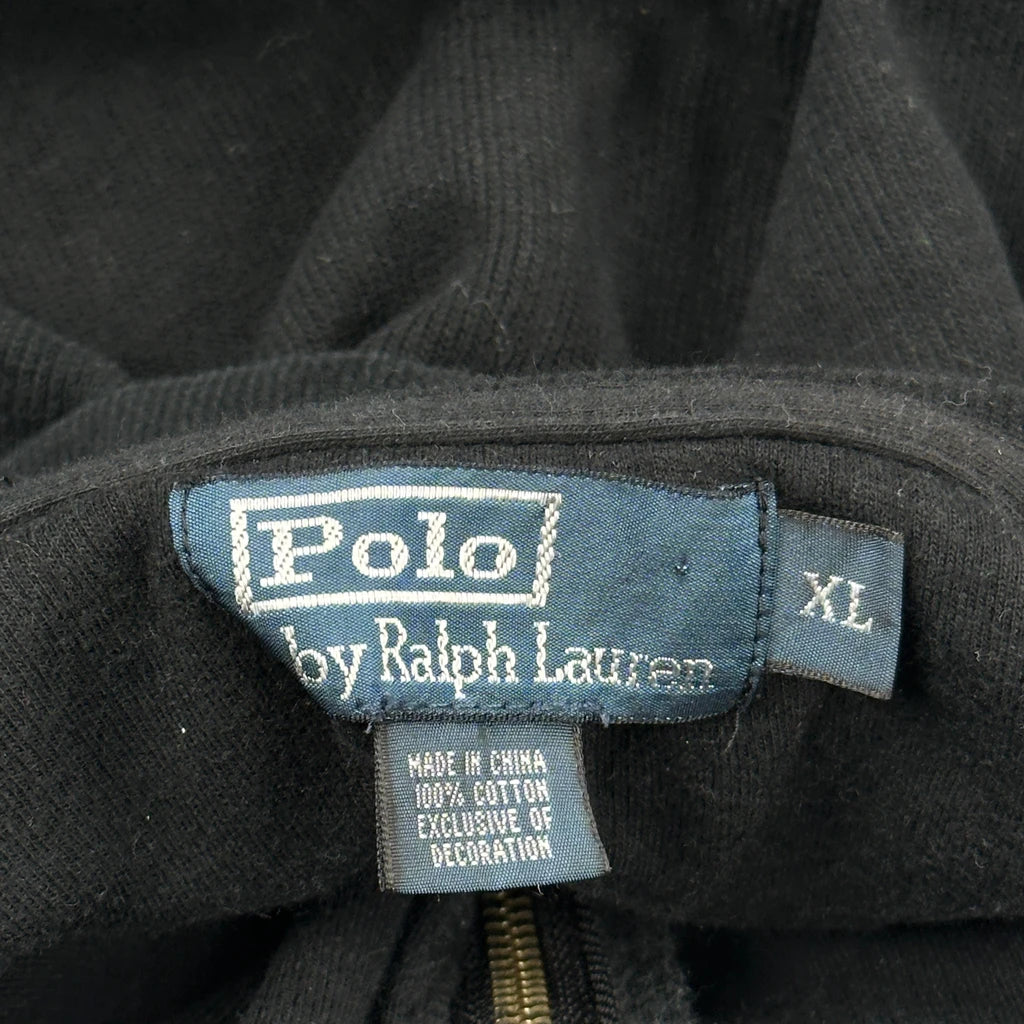 Polo
by Ralph Lauren
XL
MADE IN CHINA
100% COTTON
EXCLUSIVE OF
DECORATION